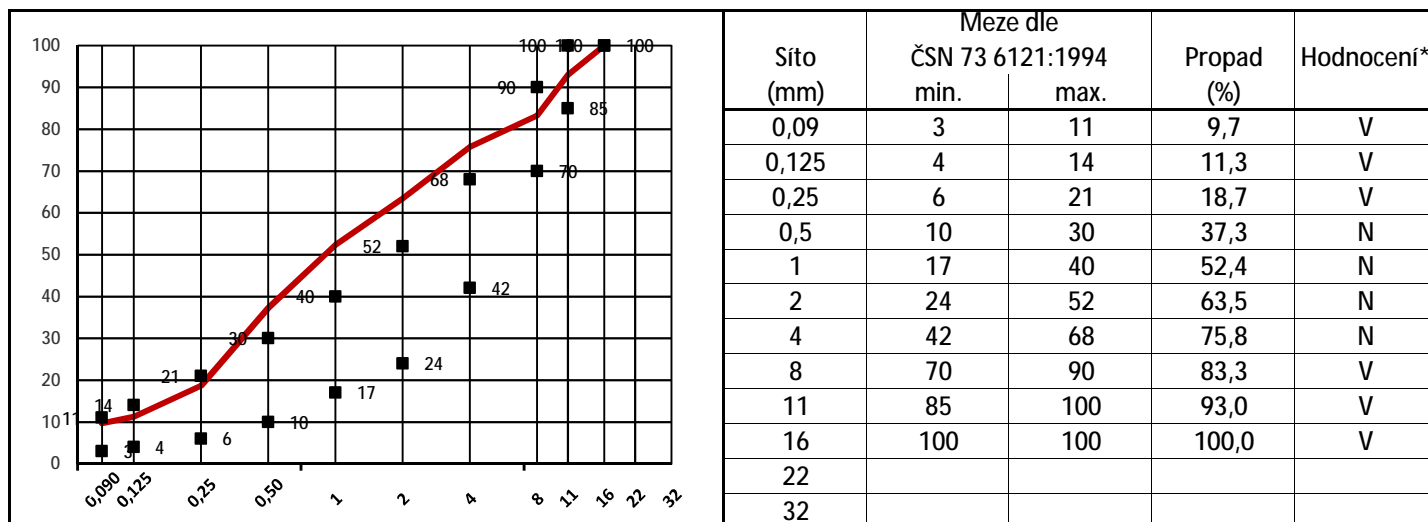 100
90
80
70
60
50
40
30
20
10
0
100 100 100
90
85
70
68
52
42
40
30
24
21
17
14
11
10
6
4
3
0,090 0,125 0,25 0,50 1 2 4 8 11 16 22 32
Síto (mm) Meze dle ČSN 73 6121:1994 Propad (%) Hodnocení*
min. max.
0,09 3 11 9,7 V
0,125 4 14 11,3 V
0,25 6 21 18,7 V
0,5 10 30 37,3 N
1 17 40 52,4 N
2 24 52 63,5 N
4 42 68 75,8 N
8 70 90 83,3 V
11 85 100 93,0 V
16 100 100 100,0 V
22
32